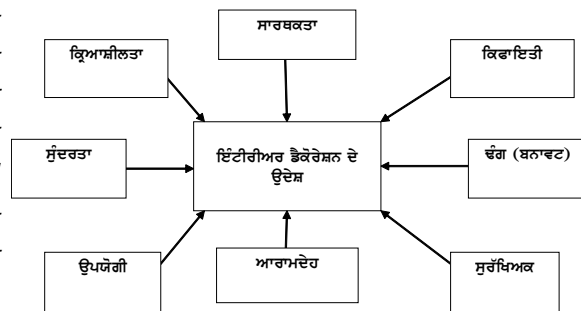 ਸਾਰਥਕਤਾ
ਕ੍ਰਿਆਸ਼ੀਲਤਾ
ਕਿਫਾਇਤੀ
ਸੁੰਦਰਤਾ
ਇੰਟੀਰੀਅਰ ਡੈਕੋਰੇਸ਼ਨ ਦੇ
ਉਦੇਸ਼
ਢੰਗ (ਬਨਾਵਟ)
ਉਪਯੋਗੀ
ਆਰਾਮਦੇਹ
ਸੁਰੱਖਿਅਕ